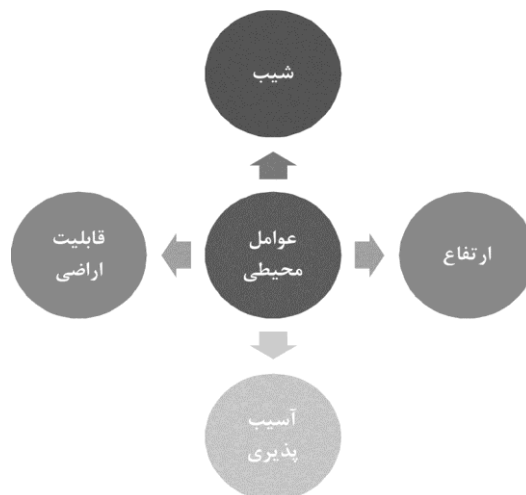 شیب
ارتفاع
عوامل
محیطی
قابلیت
اراضی
آسیب
پذیری